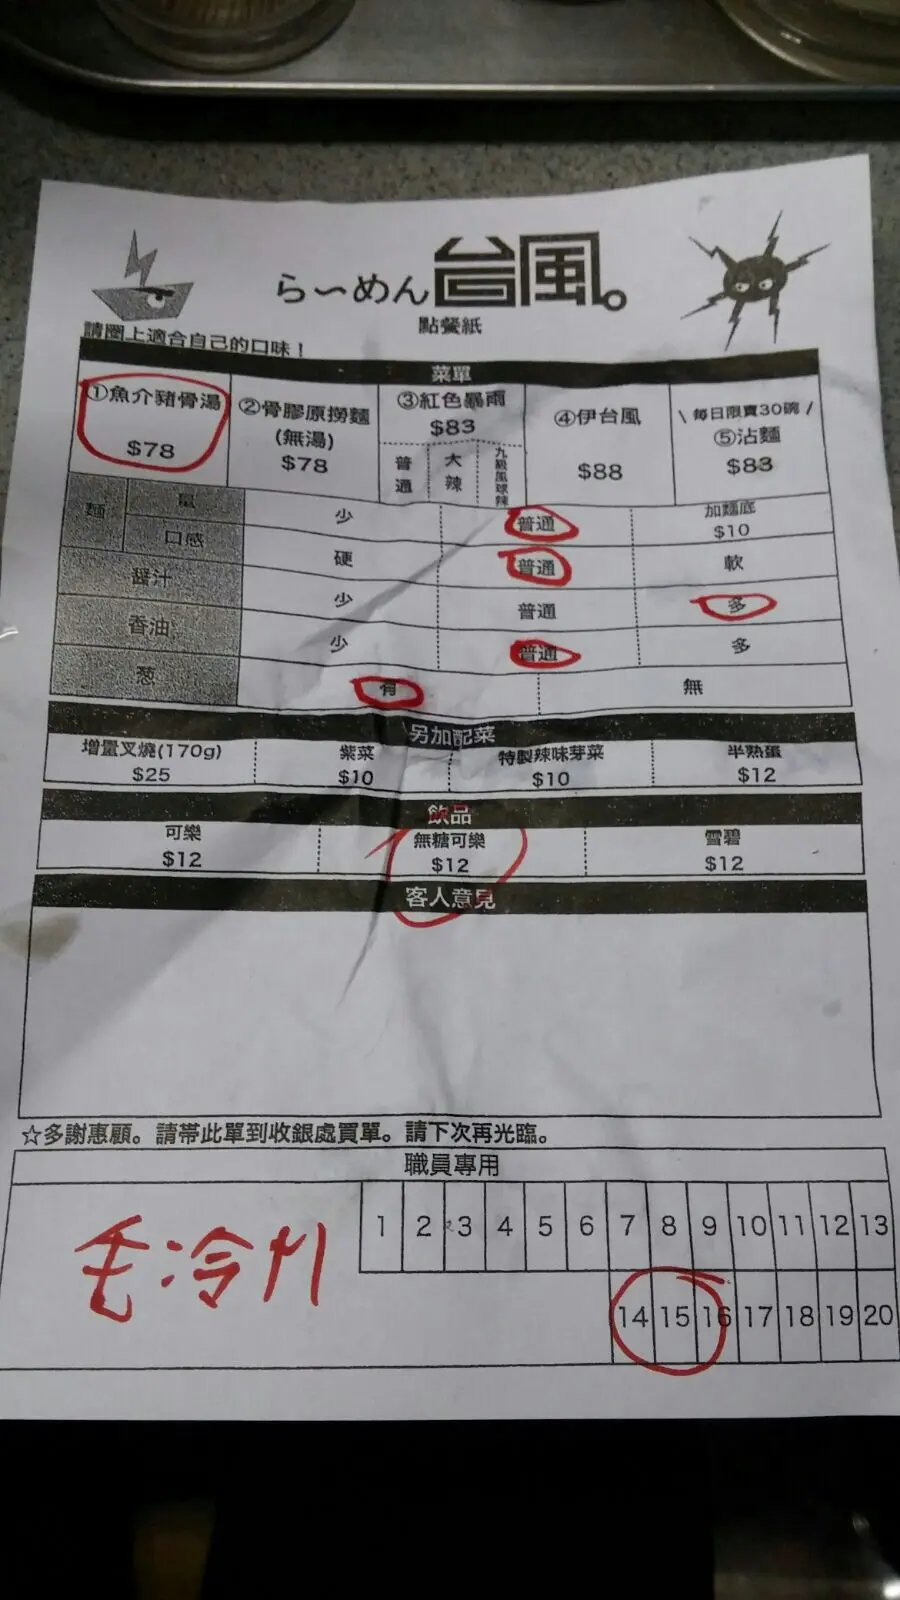 らーめん 台風。
點餐紙
請圈上適合自己的口味！
菜單
①魚介豬骨湯 $78
②骨膠原撈麵 (無湯) $78
③紅色暴雨 $83
普通 大辣 九級風球辣
④伊台風 $88
\ 每日限賣30碗 / ⑤沾麵 $83
麵 量 少 普通 加麵底 $10
口感 硬 普通 軟
醬汁 少 普通 多
香油 少 普通 多
葱 有 無
另加配菜
增量叉燒(170g) 紫菜 特製辣味芽菜 半熟蛋
$25 $10 $10 $12
飲品
可樂 無糖可樂 雪碧
$12 $12 $12
客人意見
☆多謝惠顧。請帶此單到收銀處買單。請下次再光臨。
職員專用
1 2 3 4 5 6 7 8 9 10 11 12 13
14 15 16 17 18 19 20